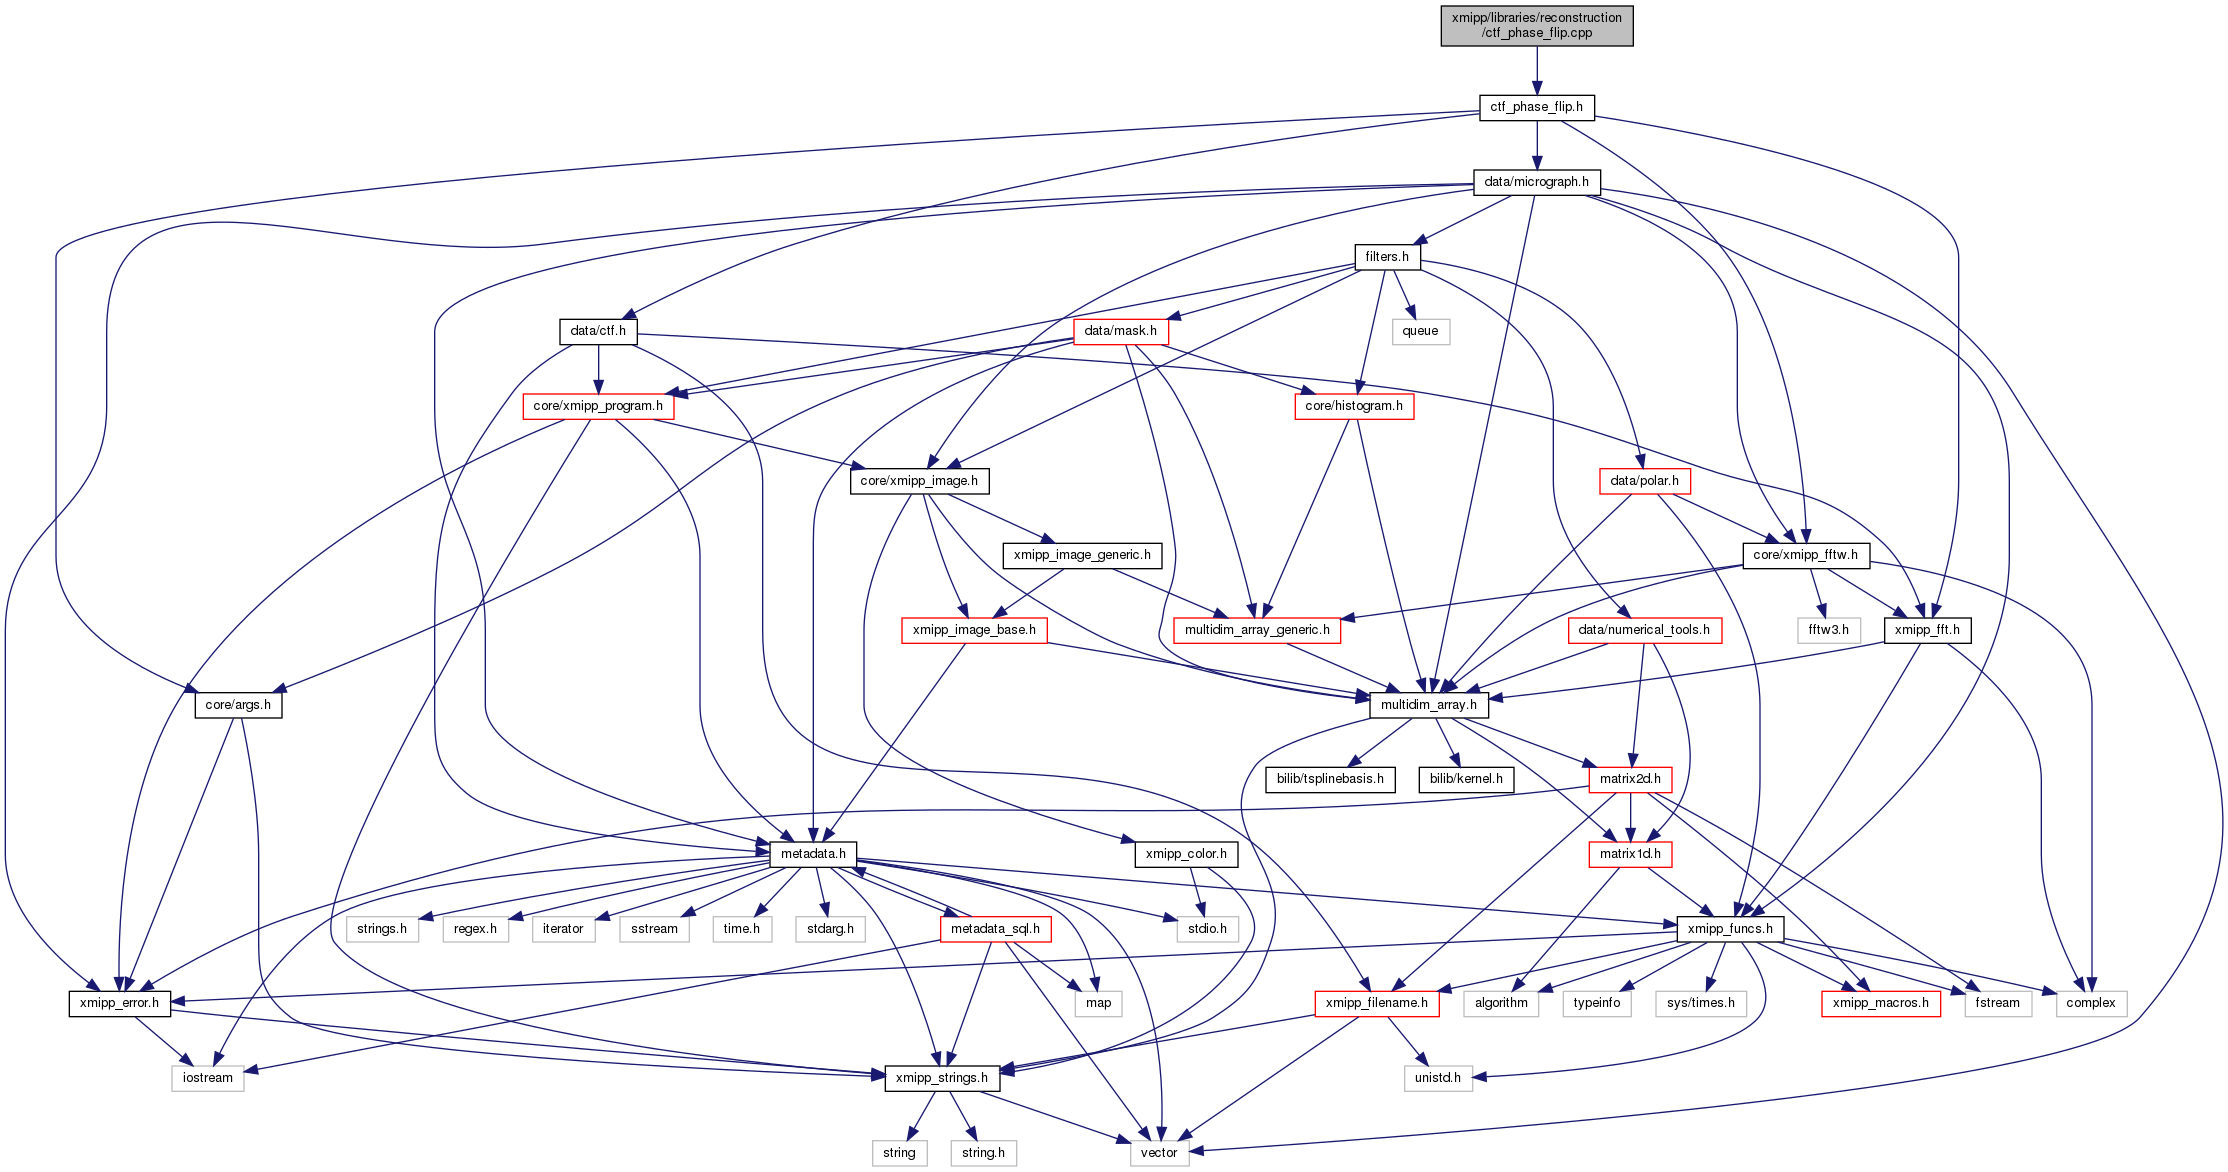 xmipp/libraries/reconstruction
/ctf_phase_flip.cpp
ctf_phase_flip.h
data/micrograph.h
filters.h
data/ctf.h
data/mask.h
queue
core/xmipp_program.h
core/histogram.h
core/xmipp_image.h
data/polar.h
xmipp_image_generic.h
core/xmipp_fftw.h
xmipp_image_base.h
multidim_array_generic.h
data/numerical_tools.h
fftw3.h
xmipp_fft.h
core/args.h
multidim_array.h
bilib/tsplinebasis.h
bilib/kernel.h
matrix2d.h
metadata.h
xmipp_color.h
matrix1d.h
strings.h
regex.h
iterator
sstream
time.h
stdarg.h
metadata_sql.h
stdio.h
xmipp_funcs.h
xmipp_error.h
map
xmipp_filename.h
algorithm
typeinfo
sys/times.h
xmipp_macros.h
fstream
complex
iostream
xmipp_strings.h
unistd.h
string
string.h
vector